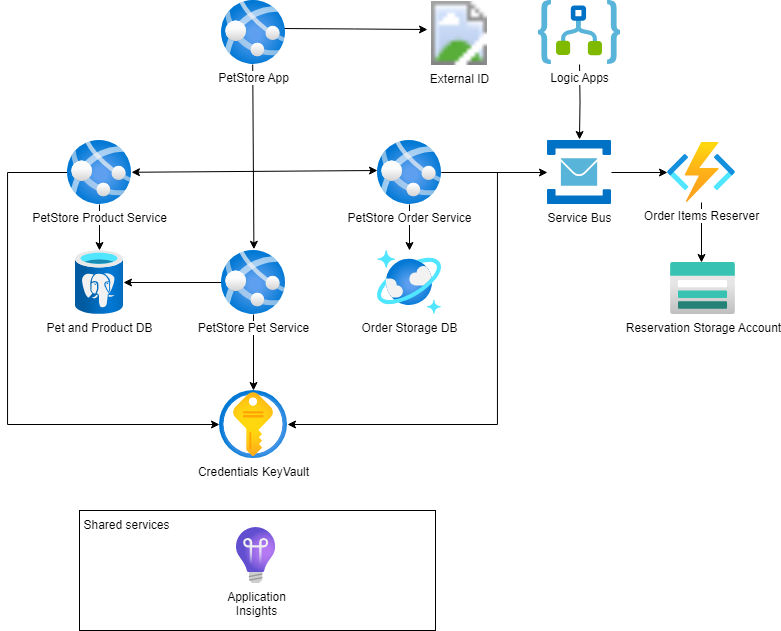 PetStore App
External ID
Logic Apps
PetStore Product Service
PetStore Order Service
Service Bus
Order Items Reserver
Pet and Product DB
PetStore Pet Service
Order Storage DB
Reservation Storage Account
Credentials KeyVault
Shared services
Application
Insights